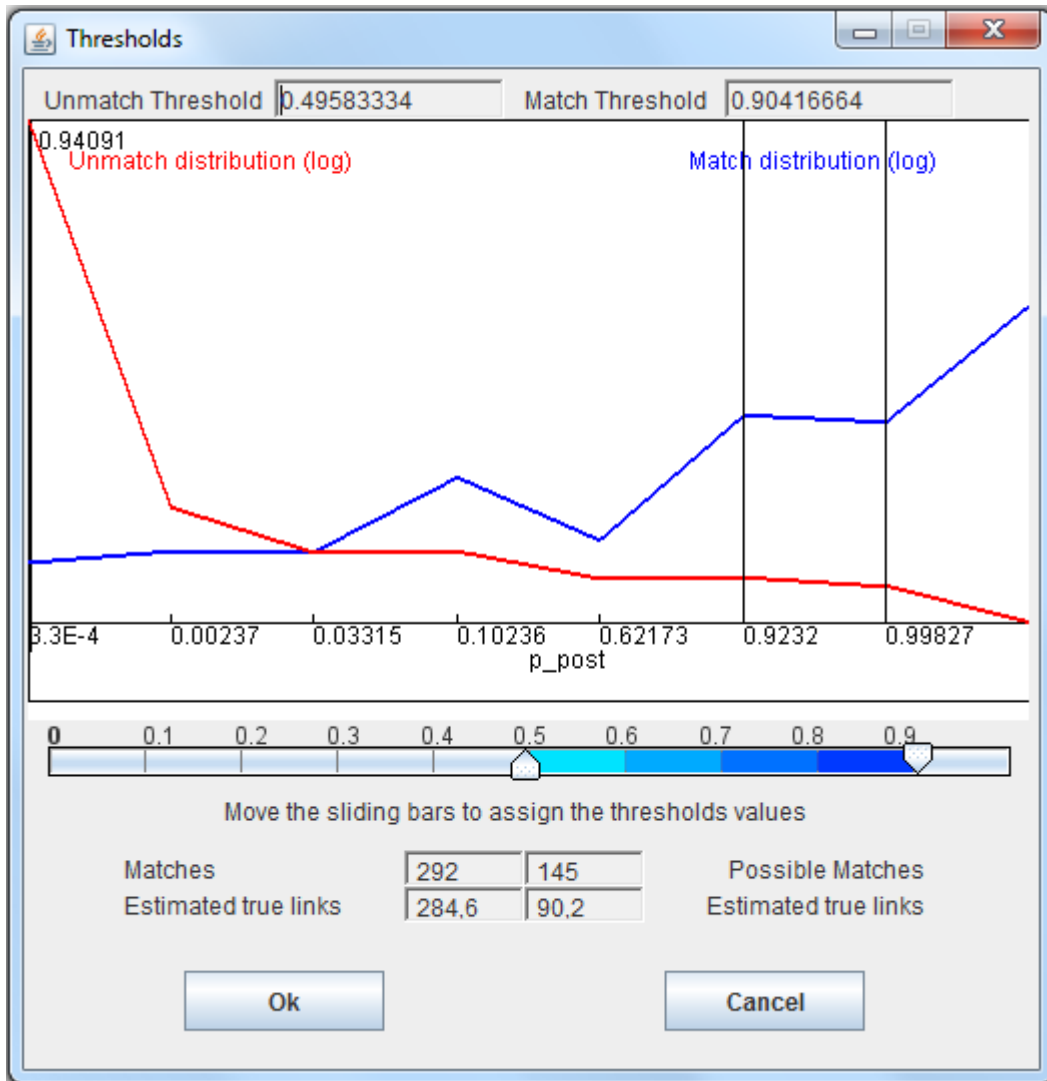 Thresholds
Unmatch Threshold 0.49583334 Match Threshold 0.90416664
0.94091
Unmatch distribution (log) Match distribution (log)
3.3E-4 0.00237 0.03315 0.10236 0.62173 0.9232 0.99827
p_post
0 0.1 0.2 0.3 0.4 0.5 0.6 0.7 0.8 0.9
Move the sliding bars to assign the thresholds values
Matches 292 145 Possible Matches
Estimated true links 284,6 90,2 Estimated true links
Ok Cancel